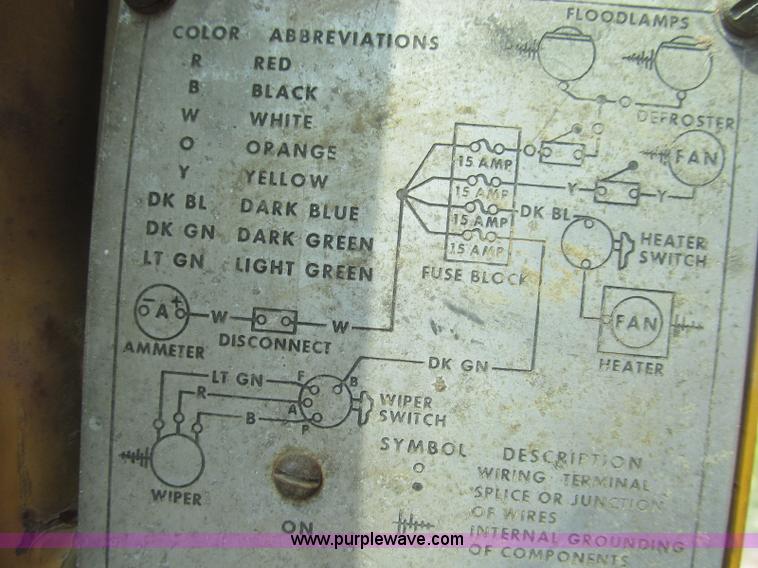 FLOODLAMPS
COLOR ABBREVIATIONS
R RED
B BLACK
W WHITE
O ORANGE
Y YELLOW
DK BL DARK BLUE
DK GN DARK GREEN
LT GN LIGHT GREEN
DEFROSTER
FAN
15 AMP
O
15 AMP
Y
Y
15 AMP
DK BL
15 AMP
FUSE BLOCK
HEATER
SWITCH
FAN
HEATER
- A +
W
W
AMMETER
DISCONNECT
DK GN
LT GN
F
B
R
A
B
P
WIPER
SWITCH
WIPER
SYMBOL DESCRIPTION
WIRING TERMINAL
SPLICE OR JUNCTION
OF WIRES
INTERNAL GROUNDING
OF COMPONENTS
ON
www.purplewave.com